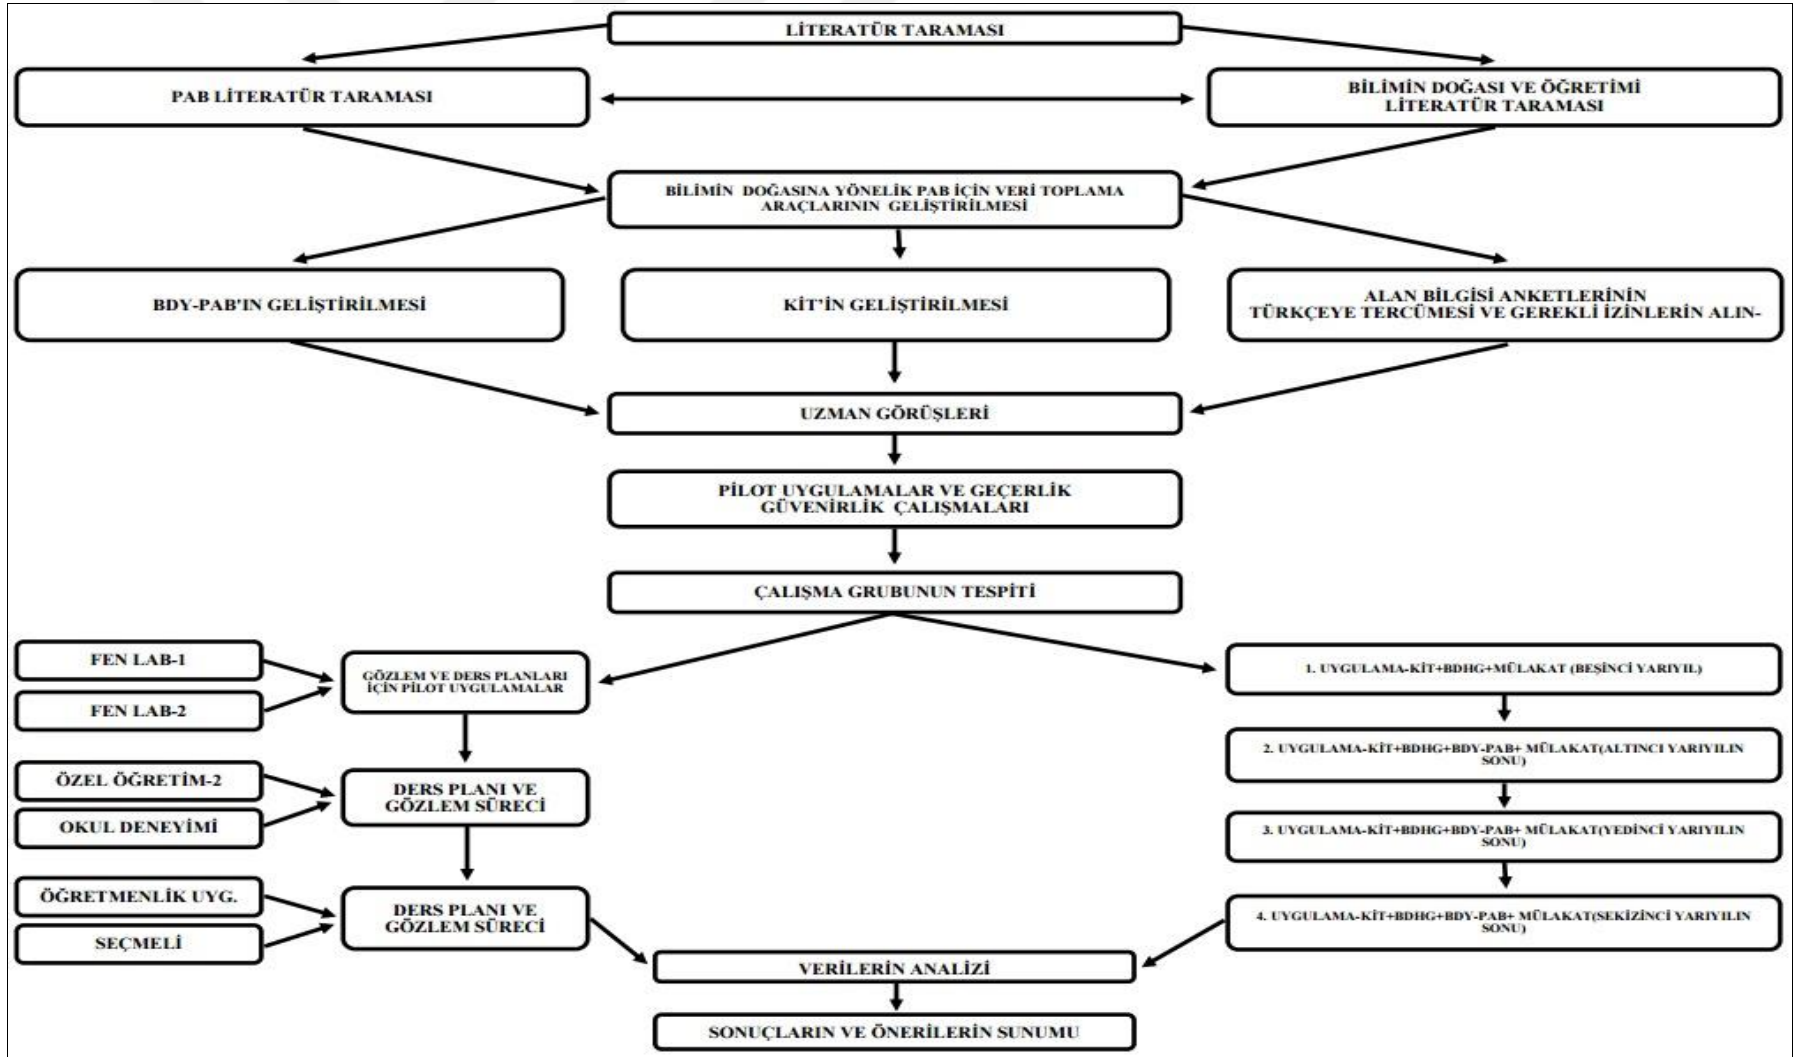 LİTERATÜR TARAMASI
PAB LİTERATÜR TARAMASI
BİLİMİN DOĞASI VE ÖĞRETİMİ
LİTERATÜR TARAMASI
BİLİMİN DOĞASINA YÖNELİK PAB İÇİN VERİ TOPLAMA
ARAÇLARININ GELİŞTİRİLMESİ
BDY-PAB'IN GELİŞTİRİLMESİ
KİT'İN GELİŞTİRİLMESİ
ALAN BİLGİSİ ANKETLERİNİN
TÜRKÇEYE TERCÜMESİ VE GEREKLİ İZİNLERİN ALIN-
UZMAN GÖRÜŞLERİ
PİLOT UYGULAMALAR VE GEÇERLİK
GÜVENİRLİK ÇALIŞMALARI
ÇALIŞMA GRUBUNUN TESPİTİ
FEN LAB-1
FEN LAB-2
GÖZLEM VE DERS PLANLARI
İÇİN PİLOT UYGULAMALAR
ÖZEL ÖĞRETİM-2
OKUL DENEYİMİ
DERS PLANI VE
GÖZLEM SÜRECİ
ÖĞRETMENLİK UYG.
SEÇMELİ
DERS PLANI VE
GÖZLEM SÜRECİ
1. UYGULAMA-KİT+BDHG+MÜLAKAT (BEŞİNCİ YARIYIL)
2. UYGULAMA-KİT+BDHG+BDY-PAB+ MÜLAKAT(ALTINCI YARIYILIN
SONU)
3. UYGULAMA-KİT+BDHG+BDY-PAB+ MÜLAKAT(YEDİNCİ YARIYILIN
SONU)
4. UYGULAMA-KİT+BDHG+BDY-PAB+ MÜLAKAT(SEKİZİNCİ YARIYILIN
SONU)
VERİLERİN ANALİZİ
SONUÇLARIN VE ÖNERİLERİN SUNUMU